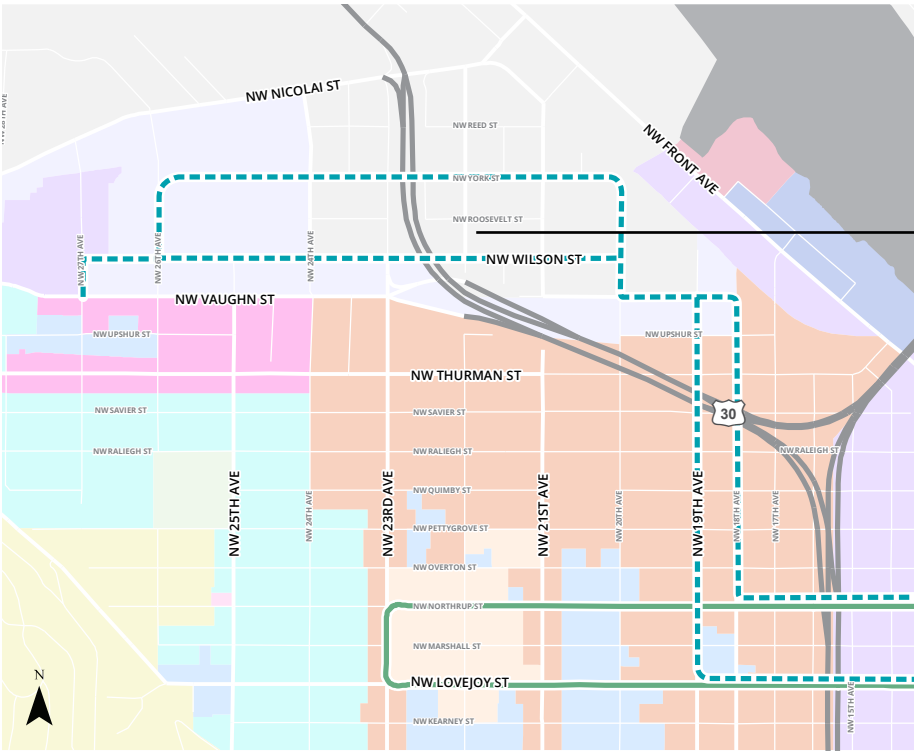 NW NICOLAI ST
NW 28TH AVE
NW REED ST
NW FRONT AVE
NW YORK ST
NW ROOSEVELT ST
NW 27TH AVE
NW 26TH AVE
NW 24TH AVE
NW WILSON ST
NW VAUGHN ST
NW UPSHUR ST
NW UPSHUR ST
NW THURMAN ST
NW SAVIER ST
NW SAVIER ST
30
NW RALIEGH ST
NW RALIEGH ST
NW RALEIGH ST
NW QUIMBY ST
NW 25TH AVE
NW 24TH AVE
NW 23RD AVE
NW 21ST AVE
NW 20TH AVE
NW 19TH AVE
NW 18TH AVE
NW 17TH AVE
NW PETTYGROVE ST
NW OVERTON ST
NW NORTHRUP ST
NW MARSHALL ST
N
NW LOVEJOY ST
NW 15TH AVE
NW KEARNEY ST